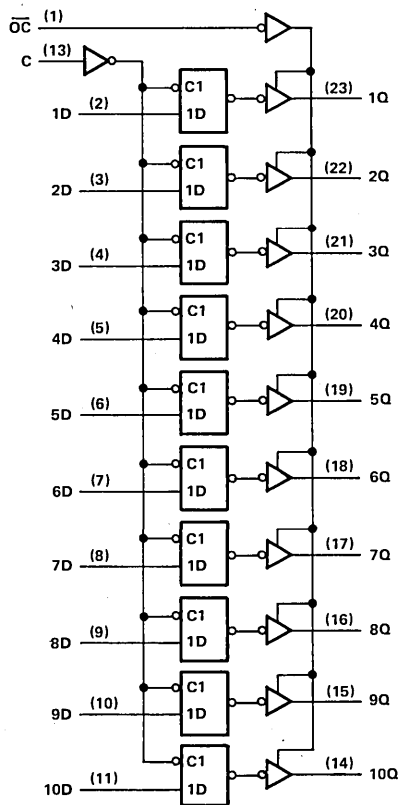 O̅C̅ (1)
C (13)
C1 (23)
1D (2) 1D 1Q
C1 (22)
2D (3) 1D 2Q
C1 (21)
3D (4) 1D 3Q
C1 (20)
4D (5) 1D 4Q
C1 (19)
5D (6) 1D 5Q
C1 (18)
6D (7) 1D 6Q
C1 (17)
7D (8) 1D 7Q
C1 (16)
8D (9) 1D 8Q
C1 (15)
9D (10) 1D 9Q
C1 (14)
10D (11) 1D 10Q